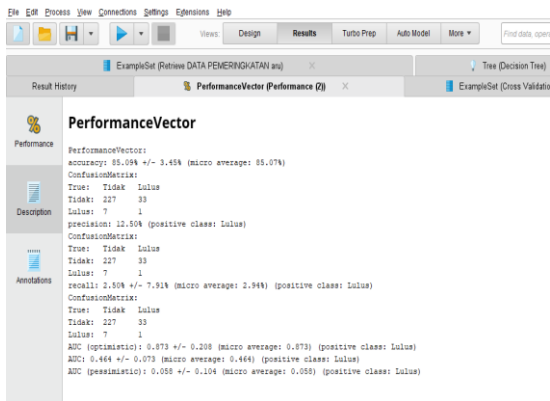 File Edit Process View Connections Settings Extensions Help
Views: Design Results Turbo Prep Auto Model More Find data, oper
ExampleSet (Retrieve DATA PEMERINGKATAN aru) Tree (Decision Tree)
Result History PerformanceVector (Performance (2)) ExampleSet (Cross Validatio
Performance
Description
Annotations
PerformanceVector
PerformanceVector:
accuracy: 85.09% +/- 3.45% (micro average: 85.07%)
ConfusionMatrix:
True: Tidak Lulus
Tidak: 227 33
Lulus: 7 1
precision: 12.50% (positive class: Lulus)
ConfusionMatrix:
True: Tidak Lulus
Tidak: 227 33
Lulus: 7 1
recall: 2.50% +/- 7.91% (micro average: 2.94%) (positive class: Lulus)
ConfusionMatrix:
True: Tidak Lulus
Tidak: 227 33
Lulus: 7 1
AUC (optimistic): 0.873 +/- 0.208 (micro average: 0.873) (positive class: Lulus)
AUC: 0.464 +/- 0.073 (micro average: 0.464) (positive class: Lulus)
AUC (pessimistic): 0.058 +/- 0.104 (micro average: 0.058) (positive class: Lulus)